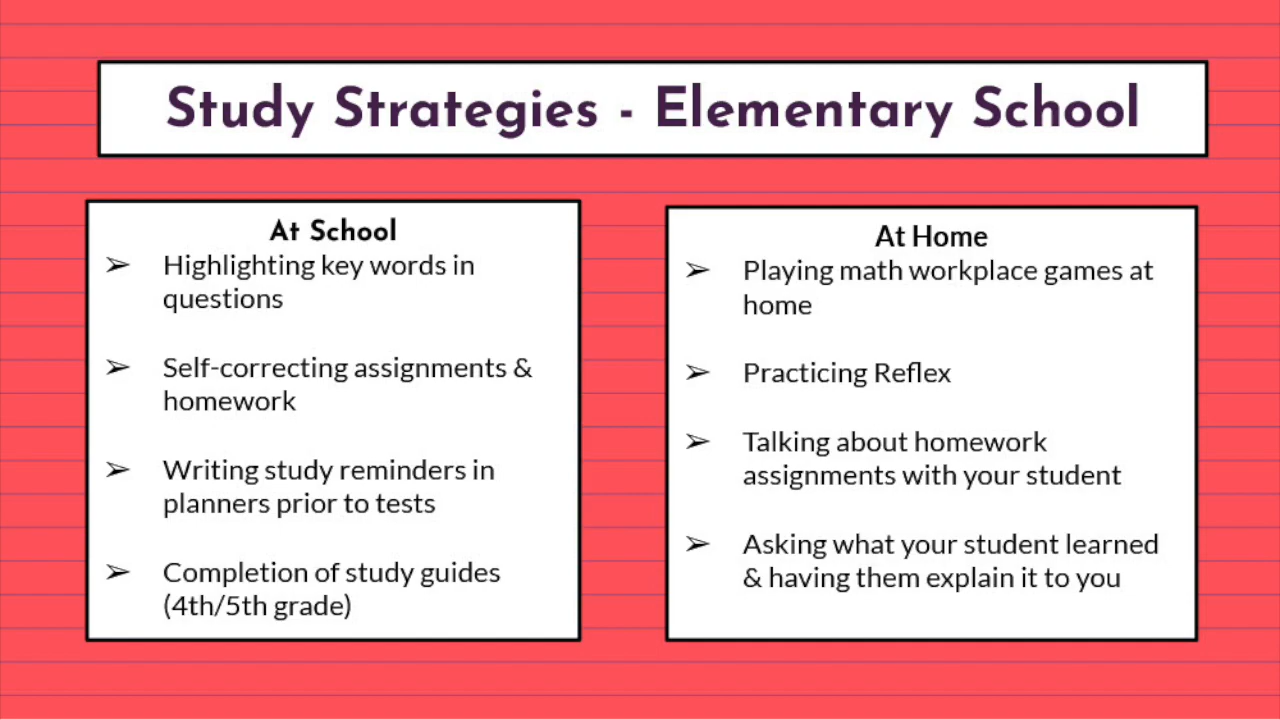 Study Strategies - Elementary School
At School
➢ Highlighting key words in
questions
➢ Self-correcting assignments &
homework
➢ Writing study reminders in
planners prior to tests
➢ Completion of study guides
(4th/5th grade)
At Home
➢ Playing math workplace games at
home
➢ Practicing Reflex
➢ Talking about homework
assignments with your student
➢ Asking what your student learned
& having them explain it to you